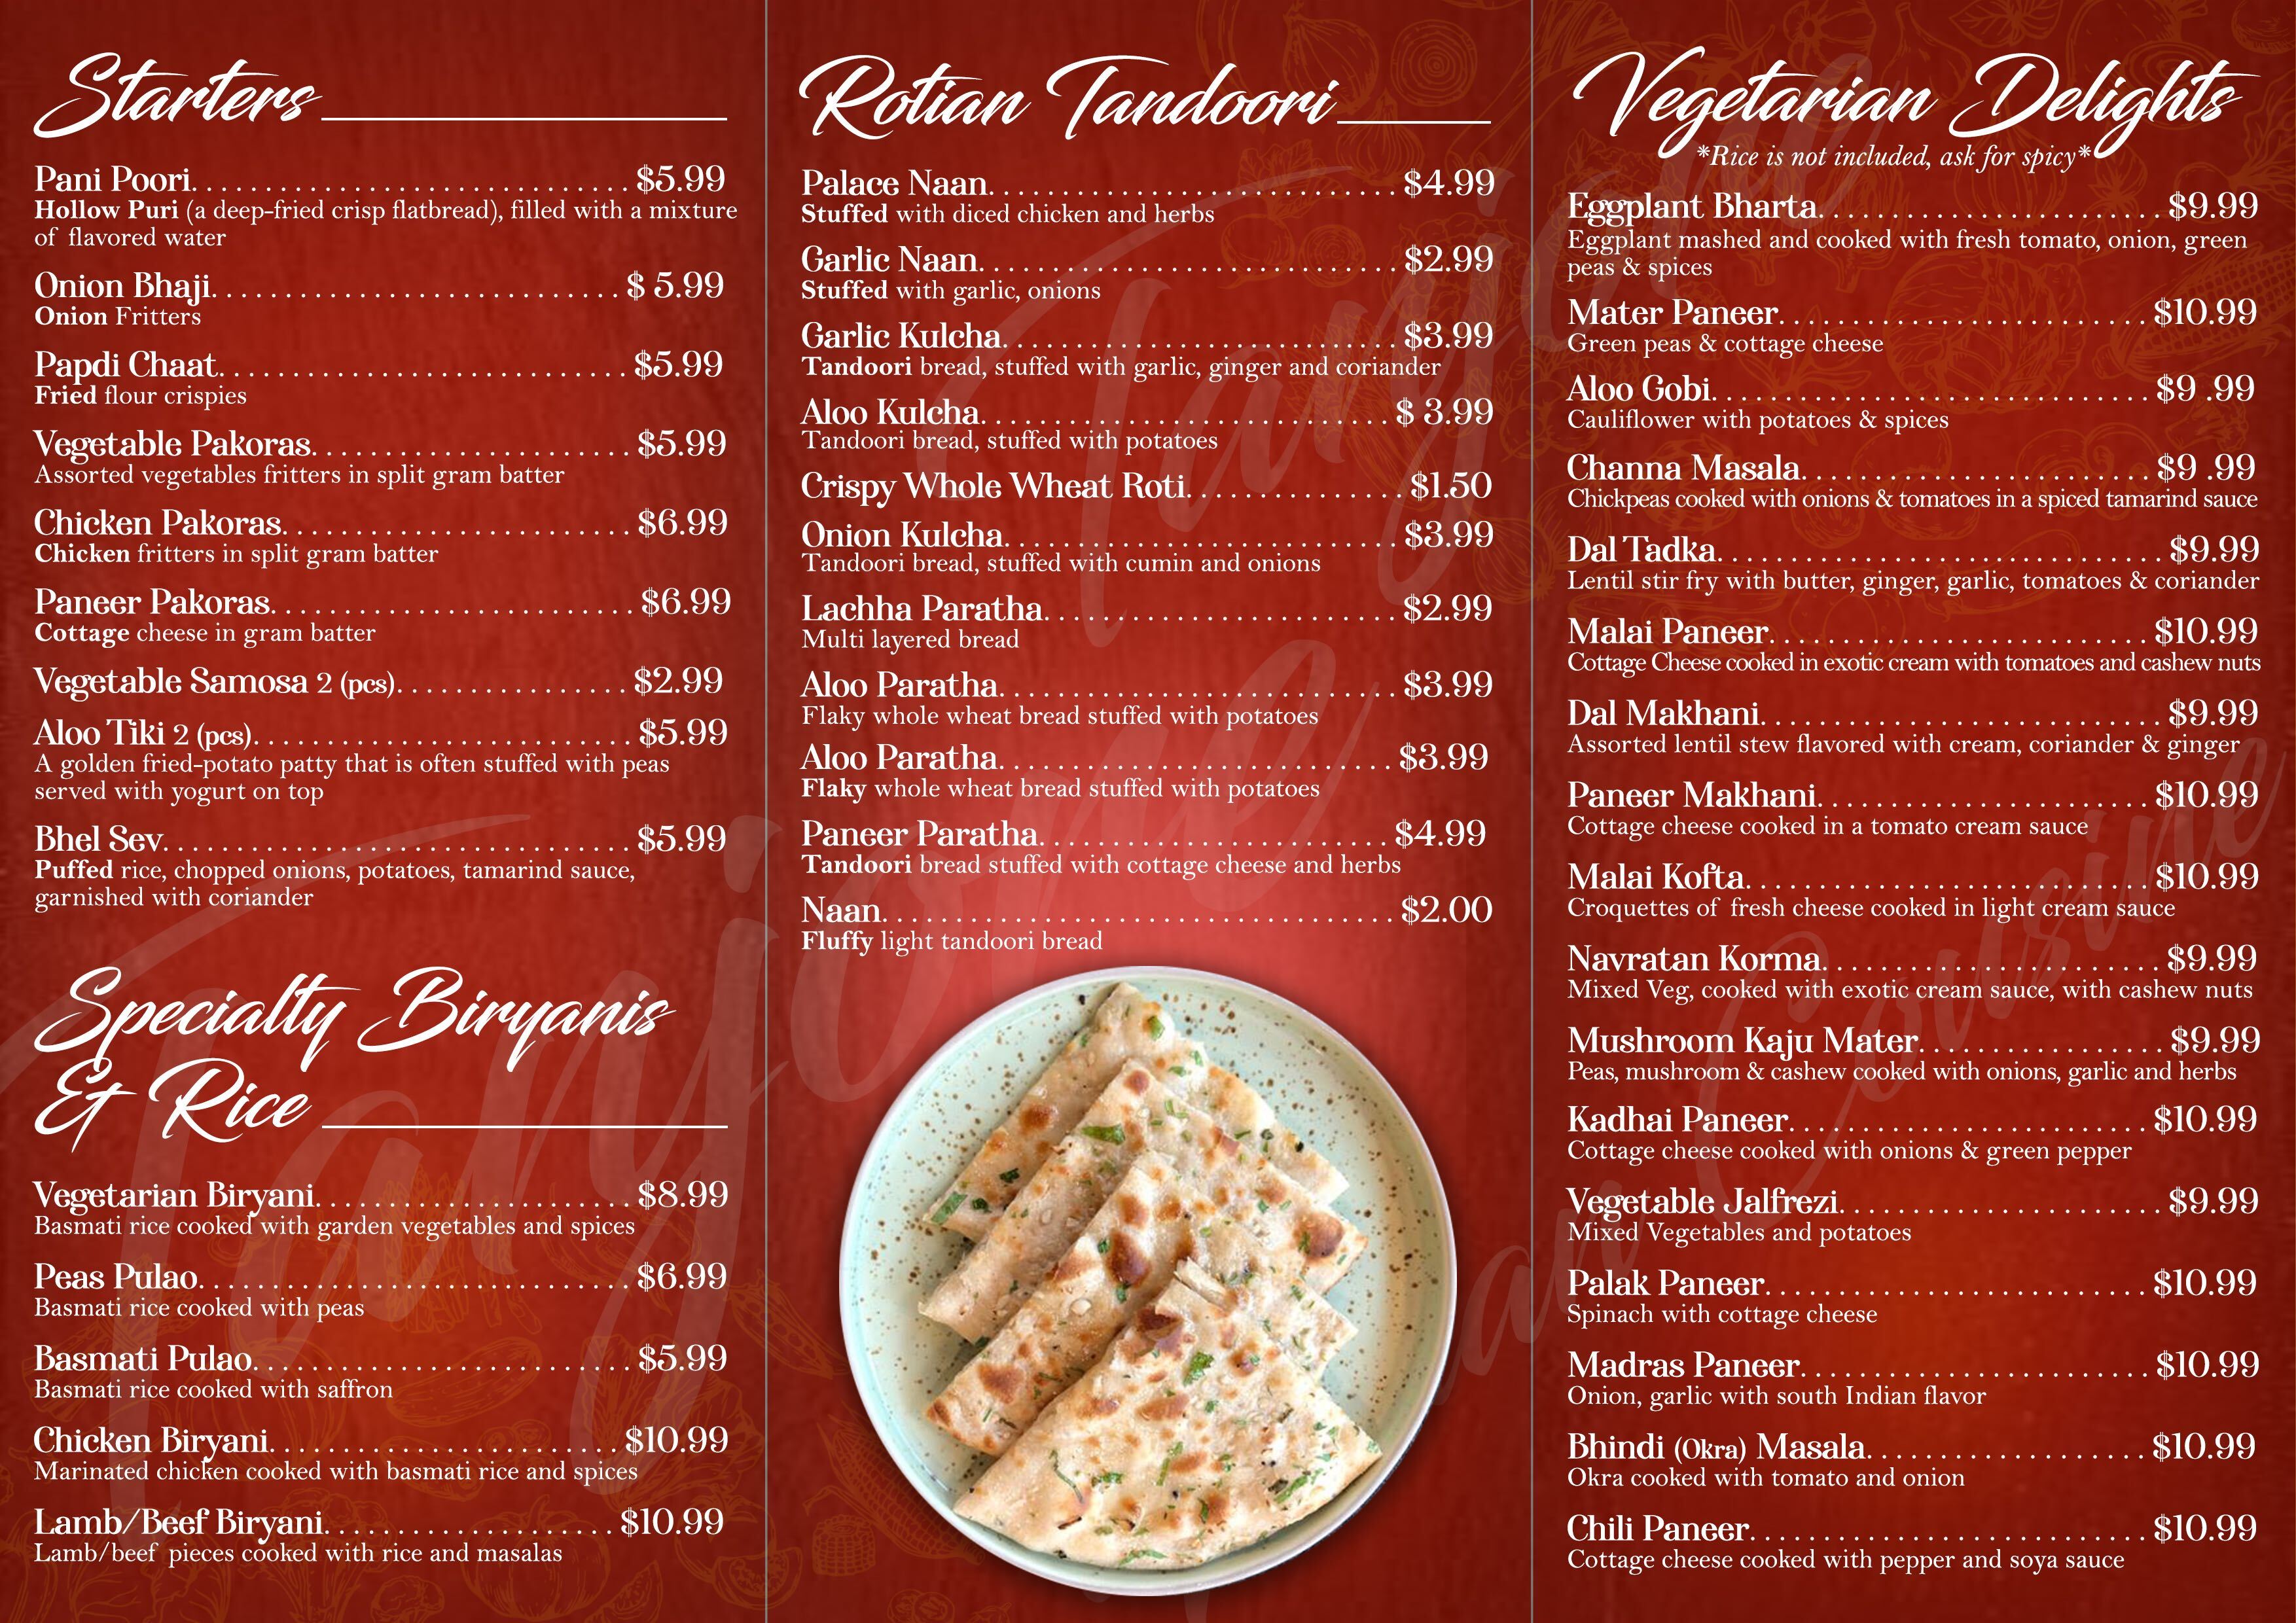 Starters
Pani Poori. . . . . . . . . . . . . . . . . . . . . . . . . . . . . . $5.99
Hollow Puri (a deep-fried crisp flatbread), filled with a mixture
of flavored water
Onion Bhaji. . . . . . . . . . . . . . . . . . . . . . . . . . . . $ 5.99
Onion Fritters
Papdi Chaat. . . . . . . . . . . . . . . . . . . . . . . . . . . . $5.99
Fried flour crispies
Vegetable Pakoras. . . . . . . . . . . . . . . . . . . . . . $5.99
Assorted vegetables fritters in split gram batter
Chicken Pakoras. . . . . . . . . . . . . . . . . . . . . . . . $6.99
Chicken fritters in split gram batter
Paneer Pakoras. . . . . . . . . . . . . . . . . . . . . . . . . $6.99
Cottage cheese in gram batter
Vegetable Samosa 2 (pcs). . . . . . . . . . . . . . . . $2.99
Aloo Tiki 2 (pcs). . . . . . . . . . . . . . . . . . . . . . . . . . $5.99
A golden fried-potato patty that is often stuffed with peas
served with yogurt on top
Bhel Sev. . . . . . . . . . . . . . . . . . . . . . . . . . . . . . . . $5.99
Puffed rice, chopped onions, potatoes, tamarind sauce,
garnished with coriander
Specialty Biryanis
& Rice
Vegetarian Biryani. . . . . . . . . . . . . . . . . . . . . . $8.99
Basmati rice cooked with garden vegetables and spices
Peas Pulao. . . . . . . . . . . . . . . . . . . . . . . . . . . . . . $6.99
Basmati rice cooked with peas
Basmati Pulao. . . . . . . . . . . . . . . . . . . . . . . . . . $5.99
Basmati rice cooked with saffron
Chicken Biryani. . . . . . . . . . . . . . . . . . . . . . . . $10.99
Marinated chicken cooked with basmati rice and spices
Lamb/Beef Biryani. . . . . . . . . . . . . . . . . . . . $10.99
Lamb/beef pieces cooked with rice and masalas
Rotian Tandoori
Palace Naan. . . . . . . . . . . . . . . . . . . . . . . . . . . . $4.99
Stuffed with diced chicken and herbs
Garlic Naan. . . . . . . . . . . . . . . . . . . . . . . . . . . . . $2.99
Stuffed with garlic, onions
Garlic Kulcha. . . . . . . . . . . . . . . . . . . . . . . . . . . $3.99
Tandoori bread, stuffed with garlic, ginger and coriander
Aloo Kulcha. . . . . . . . . . . . . . . . . . . . . . . . . . . . $ 3.99
Tandoori bread, stuffed with potatoes
Crispy Whole Wheat Roti. . . . . . . . . . . . . . . $1.50
Onion Kulcha. . . . . . . . . . . . . . . . . . . . . . . . . . . $3.99
Tandoori bread, stuffed with cumin and onions
Lachha Paratha. . . . . . . . . . . . . . . . . . . . . . . . $2.99
Multi layered bread
Aloo Paratha. . . . . . . . . . . . . . . . . . . . . . . . . . . $3.99
Flaky whole wheat bread stuffed with potatoes
Aloo Paratha. . . . . . . . . . . . . . . . . . . . . . . . . . . $3.99
Flaky whole wheat bread stuffed with potatoes
Paneer Paratha. . . . . . . . . . . . . . . . . . . . . . . . $4.99
Tandoori bread stuffed with cottage cheese and herbs
Naan. . . . . . . . . . . . . . . . . . . . . . . . . . . . . . . . . . . $2.00
Fluffy light tandoori bread
Vegetarian Delights
*Rice is not included, ask for spicy*
Eggplant Bharta. . . . . . . . . . . . . . . . . . . . . . . . $9.99
Eggplant mashed and cooked with fresh tomato, onion, green
peas & spices
Mater Paneer. . . . . . . . . . . . . . . . . . . . . . . . . $10.99
Green peas & cottage cheese
Aloo Gobi. . . . . . . . . . . . . . . . . . . . . . . . . . . . . . $9 .99
Cauliflower with potatoes & spices
Channa Masala. . . . . . . . . . . . . . . . . . . . . . . . $9 .99
Chickpeas cooked with onions & tomatoes in a spiced tamarind sauce
Dal Tadka. . . . . . . . . . . . . . . . . . . . . . . . . . . . . . $9.99
Lentil stir fry with butter, ginger, garlic, tomatoes & coriander
Malai Paneer. . . . . . . . . . . . . . . . . . . . . . . . . . $10.99
Cottage Cheese cooked in exotic cream with tomatoes and cashew nuts
Dal Makhani. . . . . . . . . . . . . . . . . . . . . . . . . . . . $9.99
Assorted lentil stew flavored with cream, coriander & ginger
Paneer Makhani. . . . . . . . . . . . . . . . . . . . . . . $10.99
Cottage cheese cooked in a tomato cream sauce
Malai Kofta. . . . . . . . . . . . . . . . . . . . . . . . . . . . $10.99
Croquettes of fresh cheese cooked in light cream sauce
Navratan Korma. . . . . . . . . . . . . . . . . . . . . . . $9.99
Mixed Veg, cooked with exotic cream sauce, with cashew nuts
Mushroom Kaju Mater. . . . . . . . . . . . . . . . . $9.99
Peas, mushroom & cashew cooked with onions, garlic and herbs
Kadhai Paneer. . . . . . . . . . . . . . . . . . . . . . . . . $10.99
Cottage cheese cooked with onions & green pepper
Vegetable Jalfrezi. . . . . . . . . . . . . . . . . . . . . . $9.99
Mixed Vegetables and potatoes
Palak Paneer. . . . . . . . . . . . . . . . . . . . . . . . . . $10.99
Spinach with cottage cheese
Madras Paneer. . . . . . . . . . . . . . . . . . . . . . . . $10.99
Onion, garlic with south Indian flavor
Bhindi (Okra) Masala. . . . . . . . . . . . . . . . . . . $10.99
Okra cooked with tomato and onion
Chili Paneer. . . . . . . . . . . . . . . . . . . . . . . . . . . $10.99
Cottage cheese cooked with pepper and soya sauce
Tanjore
Tanjore
Cousine